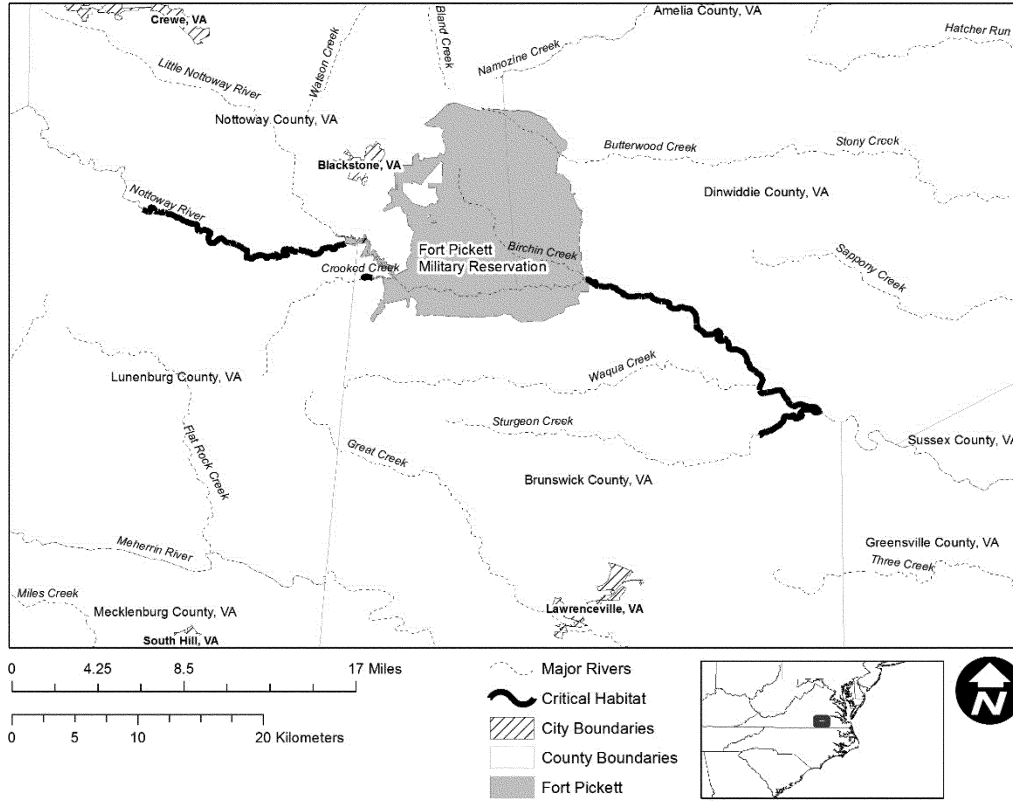 Crewe, VA
Amelia County, VA
Hatcher Run
Bland Creek
Watson Creek
Namozine Creek
Little Nottoway River
Nottoway County, VA
Butterwood Creek
Stony Creek
Blackstone, VA
Dinwiddie County, VA
Nottoway River
Birchin Creek
Fort Pickett
Military Reservation
Crooked Creek
Sappony Creek
Waqua Creek
Lunenburg County, VA
Sturgeon Creek
Flat Rock Creek
Great Creek
Sussex County, VA
Brunswick County, VA
Greensville County, VA
Meherrin River
Three Creek
Miles Creek
Mecklenburg County, VA
Lawrenceville, VA
South Hill, VA
0 4.25 8.5 17 Miles
0 5 10 20 Kilometers
Major Rivers
Critical Habitat
City Boundaries
County Boundaries
Fort Pickett
N